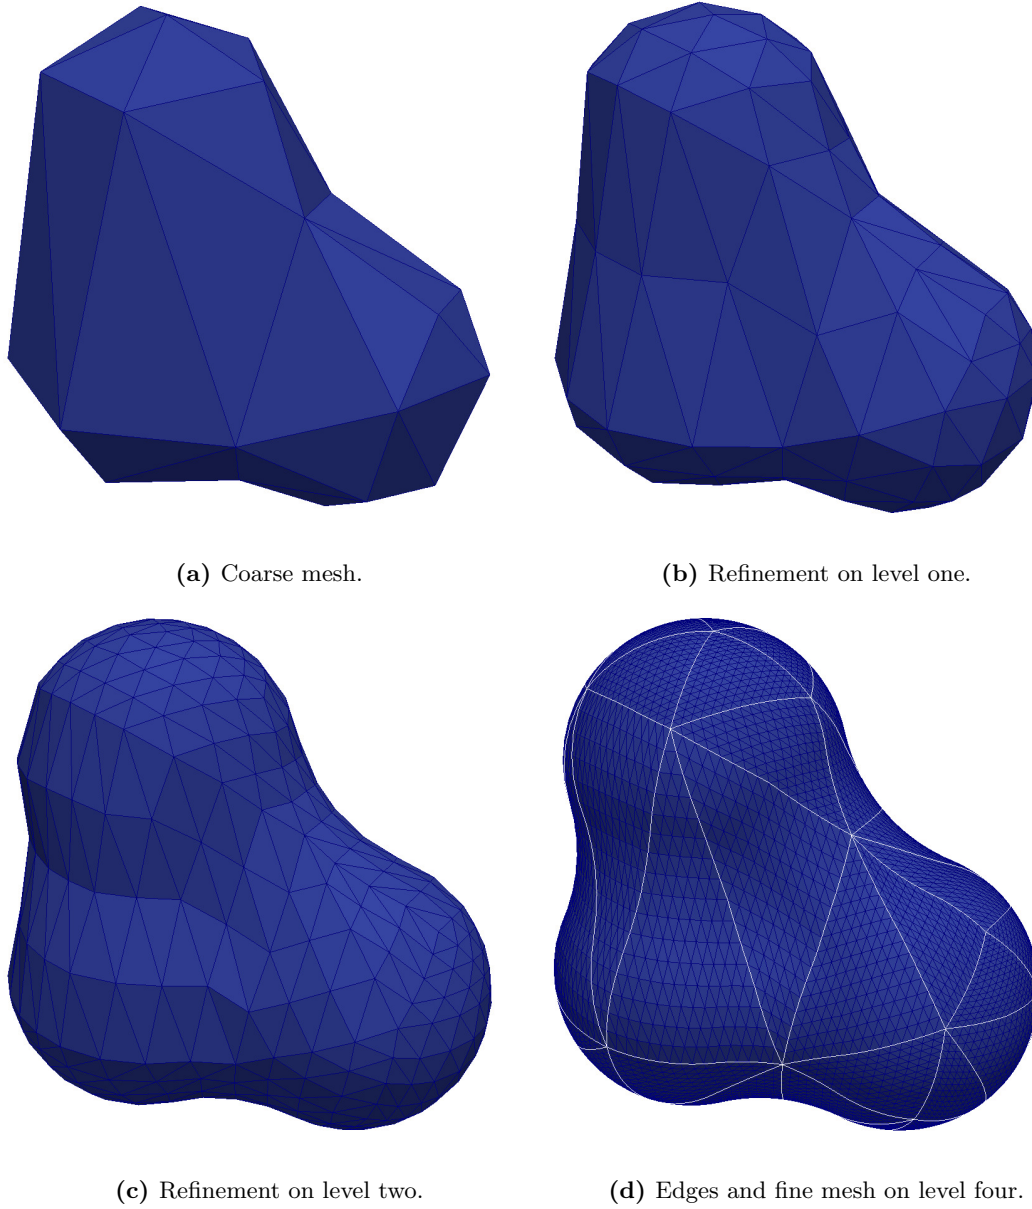 (a) Coarse mesh.
(b) Refinement on level one.
(c) Refinement on level two.
(d) Edges and fine mesh on level four.